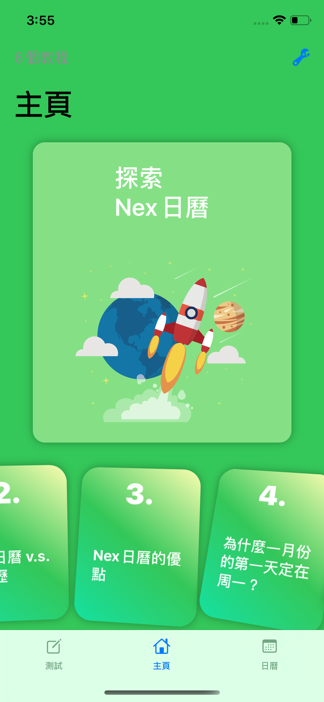 3:55
主頁
探索
Nex 日曆
2.
日曆 v.s.
曆
3.
Nex 日曆的優
點
4.
為什麼一月份
的第一天定在
周一？
測試
主頁
日曆